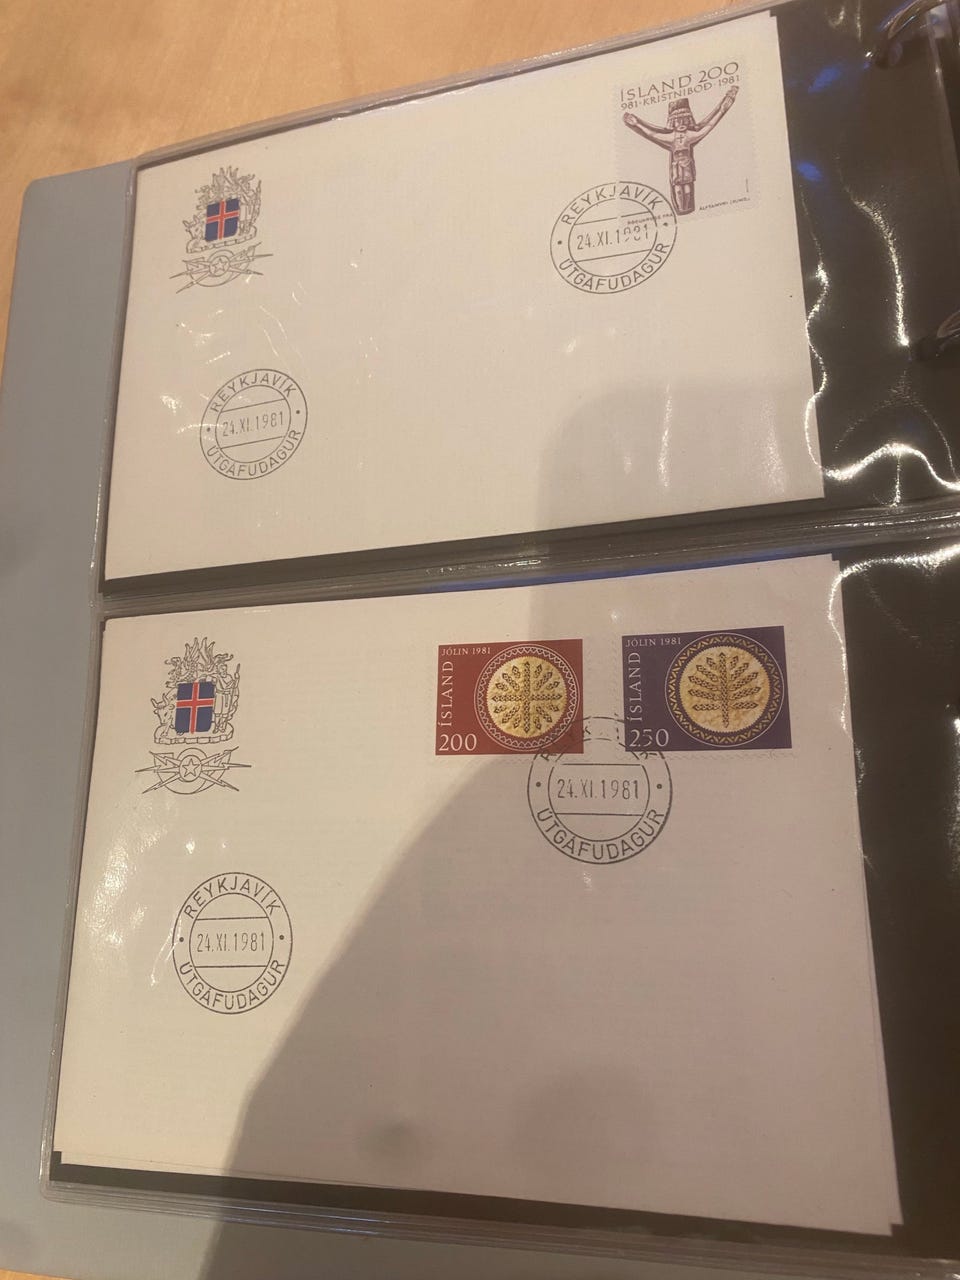 ÍSLAND 200
981·KRISTNIBOÐ·1981
REYKJAVÍK
24.XI.1981
ÚTGÁFUDAGUR
REYKJAVÍK
24.XI.1981
ÚTGÁFUDAGUR
JÓLIN 1981
ÍSLAND
200
JÓLIN 1981
ÍSLAND
250
24.XI.1981
ÚTGÁFUDAGUR
REYKJAVÍK
24.XI.1981
ÚTGÁFUDAGUR